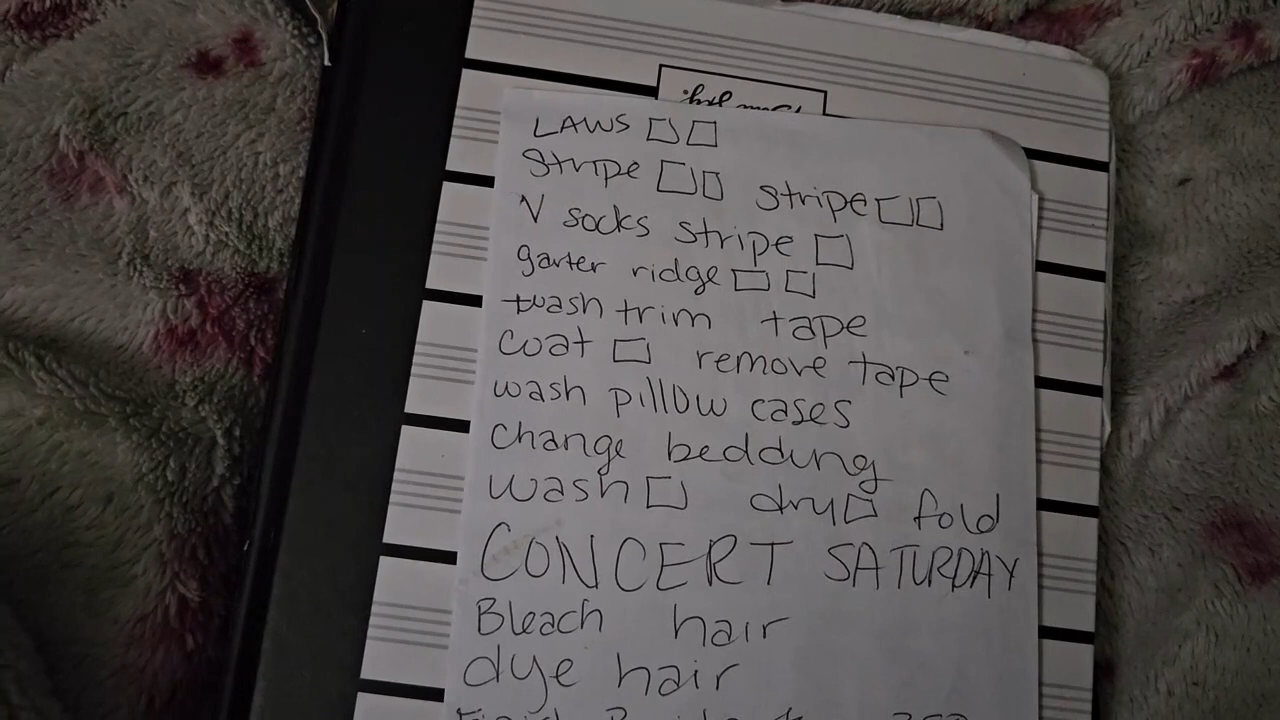 LAWS □ □
Stripe □ □ stripe □ □
N socks stripe □
garter ridge □ □
wash trim tape
coat □ remove tape
wash pillow cases
change bedding
wash □ dry □ fold
CONCERT SATURDAY
Bleach hair
dye hair